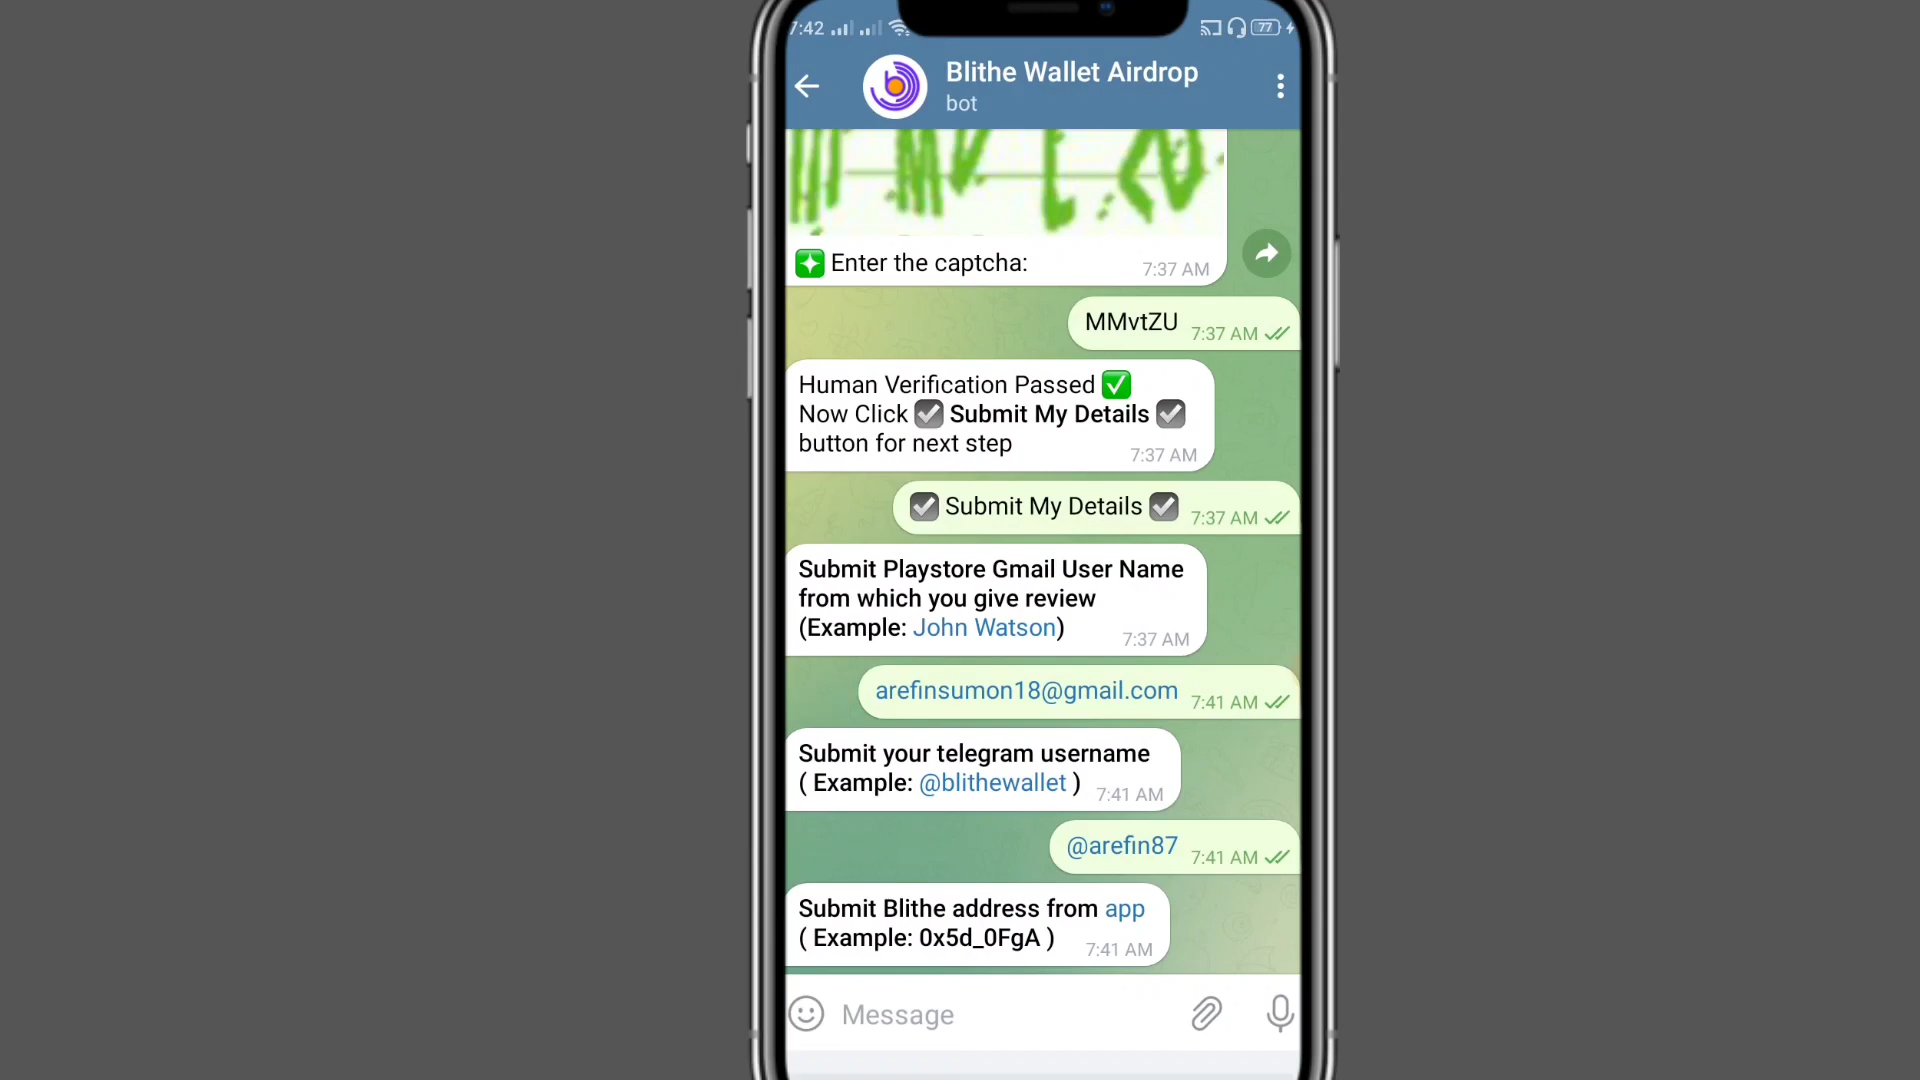 7:42
77
Blithe Wallet Airdrop
bot
Enter the captcha:
7:37 AM
MMvtZU
7:37 AM
Human Verification Passed ✅
Now Click ☑ Submit My Details ☑
button for next step
7:37 AM
☑ Submit My Details ☑
7:37 AM
Submit Playstore Gmail User Name
from which you give review
(Example: John Watson)
7:37 AM
arefinsumon18@gmail.com
7:41 AM
Submit your telegram username
( Example: @blithewallet )
7:41 AM
@arefin87
7:41 AM
Submit Blithe address from app
( Example: 0x5d_0FgA )
7:41 AM
Message